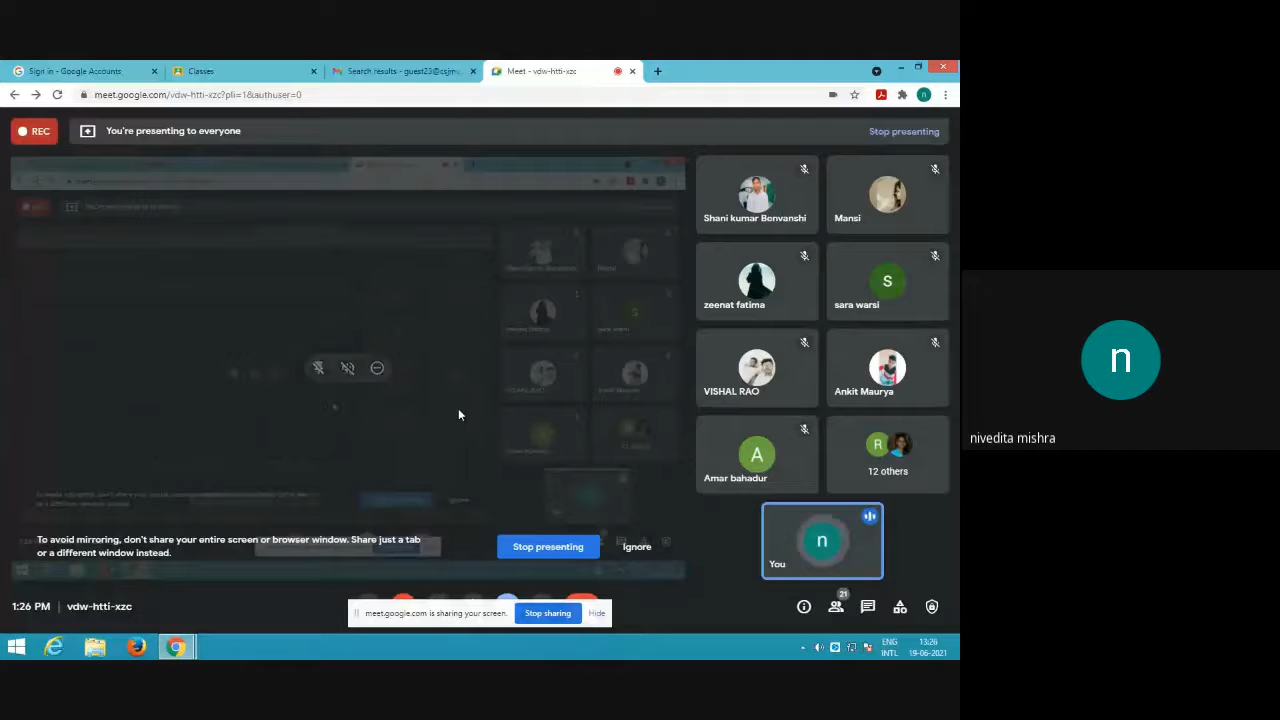 Sign in - Google Accounts
Classes
Search results - guest23@csjm
Meet - vdw-htti-xzc
meet.google.com/vdw-htti-xzc?pli=1&authuser=0
n
REC
You're presenting to everyone
Stop presenting
Shani kumar Benvanshi
Mansi
zeenat fatima
S
sara warsi
VISHAL RAO
Ankit Maurya
A
Amar bahadur
R
12 others
n
You
n
nivedita mishra
To avoid mirroring, don't share your entire screen or browser window. Share just a tab
or a different window instead.
Stop presenting
Ignore
1:26 PM | vdw-htti-xzc
meet.google.com is sharing your screen.
Stop sharing
Hide
21
ENG
INTL
13:26
19-06-2021